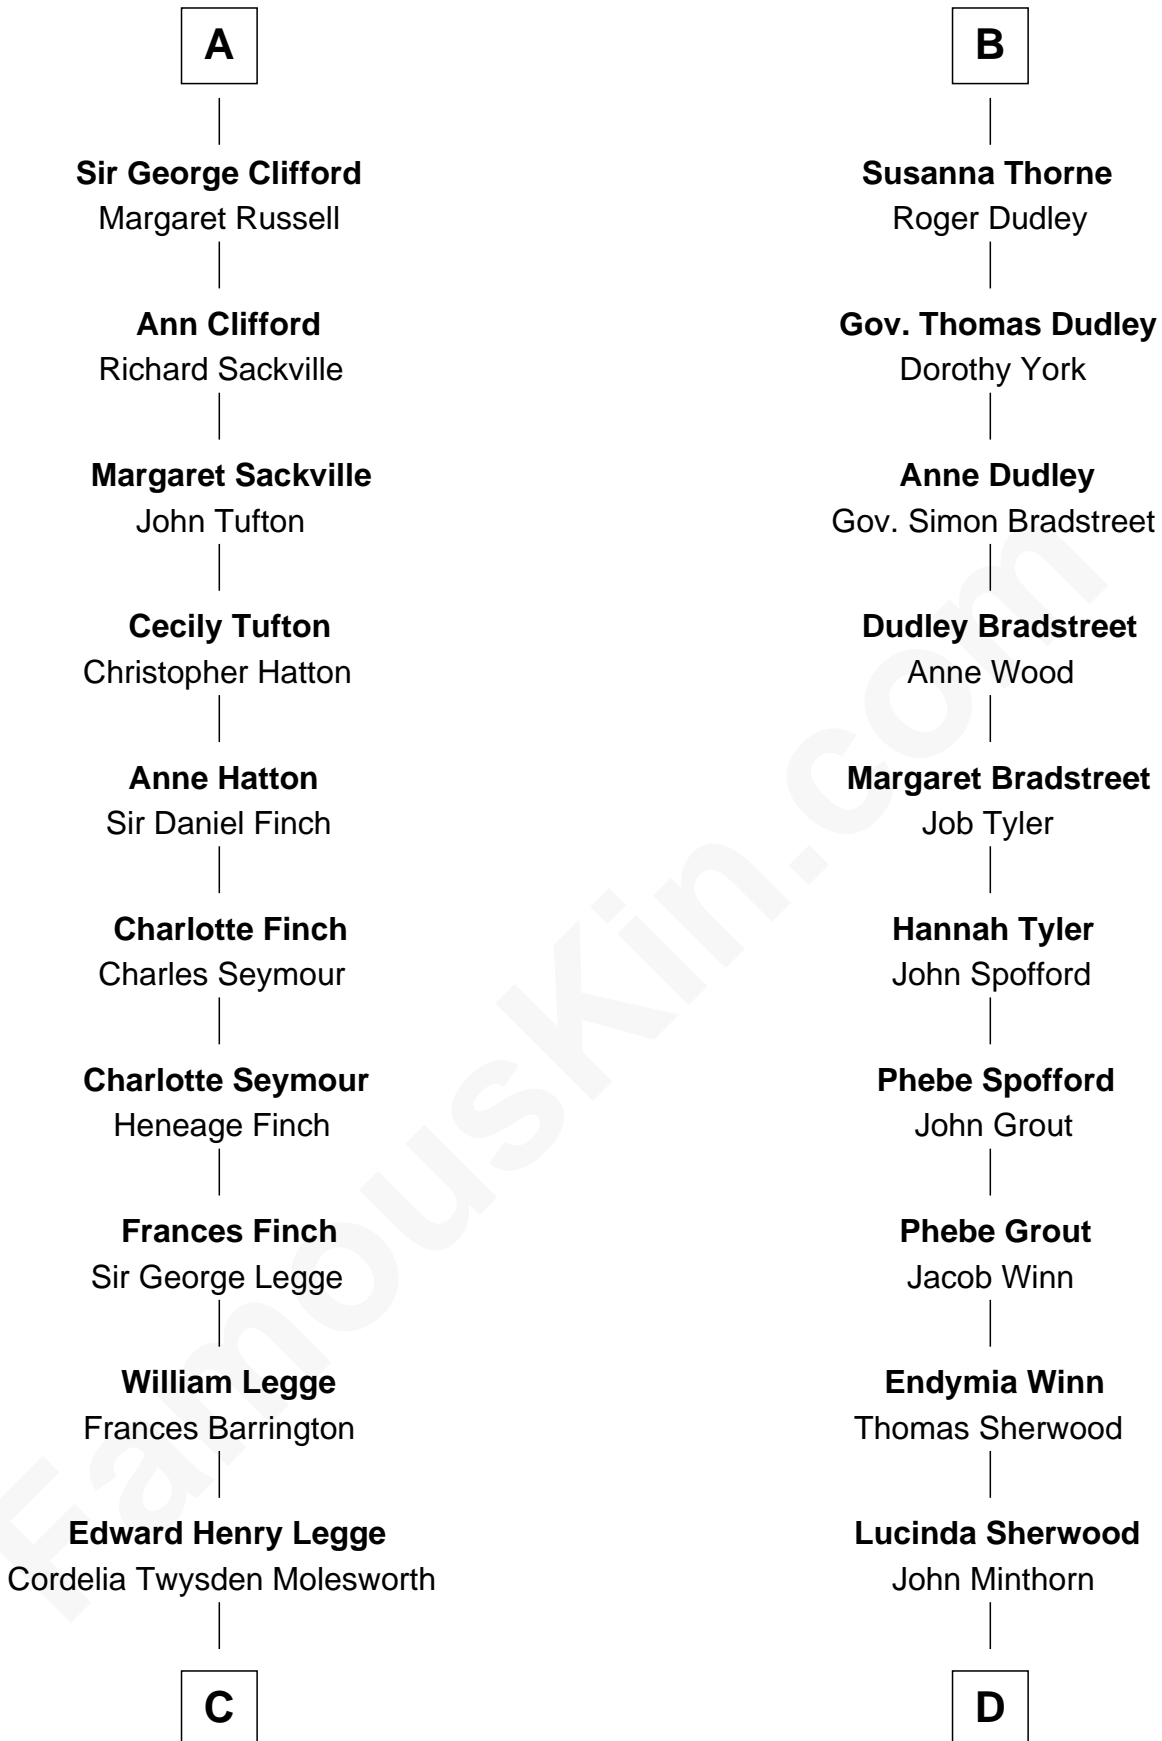 A
Sir George Clifford
Margaret Russell
Ann Clifford
Richard Sackville
Margaret Sackville
John Tufton
Cecily Tufton
Christopher Hatton
Anne Hatton
Sir Daniel Finch
Charlotte Finch
Charles Seymour
Charlotte Seymour
Heneage Finch
Frances Finch
Sir George Legge
William Legge
Frances Barrington
Edward Henry Legge
Cordelia Twysden Molesworth
C
B
Susanna Thorne
Roger Dudley
Gov. Thomas Dudley
Dorothy York
Anne Dudley
Gov. Simon Bradstreet
Dudley Bradstreet
Anne Wood
Margaret Bradstreet
Job Tyler
Hannah Tyler
John Spofford
Phebe Spofford
John Grout
Phebe Grout
Jacob Winn
Endymia Winn
Thomas Sherwood
Lucinda Sherwood
John Minthorn
D
FamousKin.com